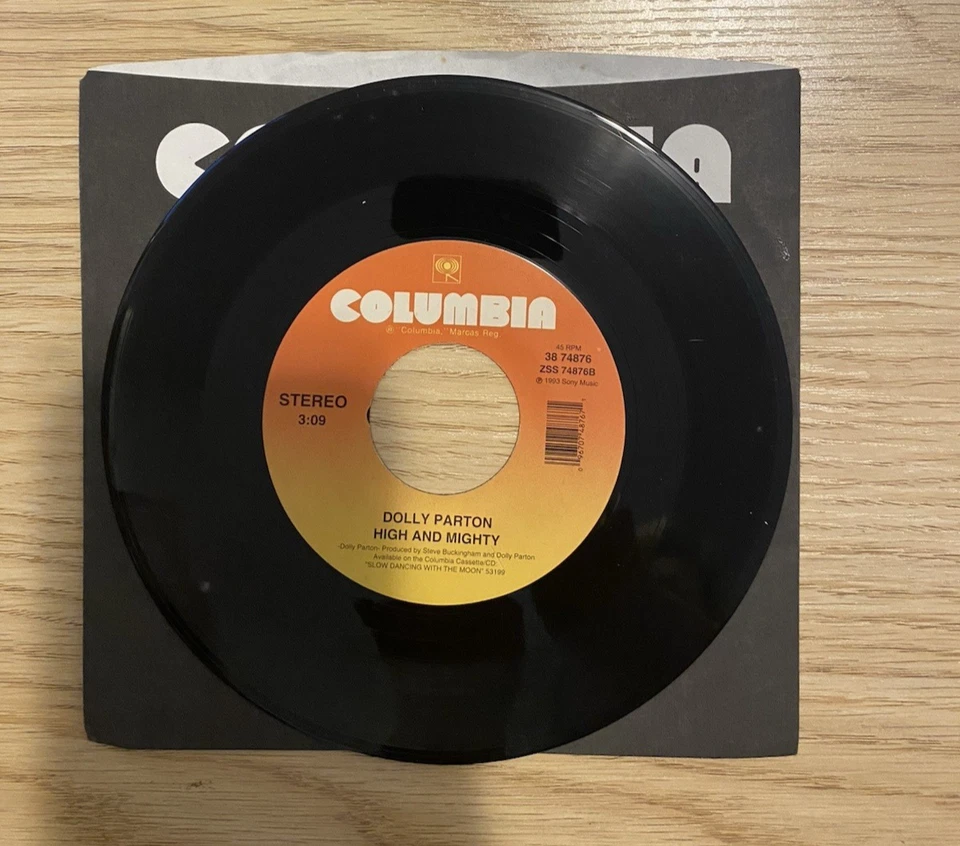 COLUMBIA
℗ "Columbia," Marcas Reg.
45 RPM
38 74876
ZSS 74876B
℗ 1993 Sony Music
STEREO
3:09
DOLLY PARTON
HIGH AND MIGHTY
-Dolly Parton- Produced by Steve Buckingham and Dolly Parton
Available on the Columbia Cassette/CD:
"SLOW DANCING WITH THE MOON" 53199